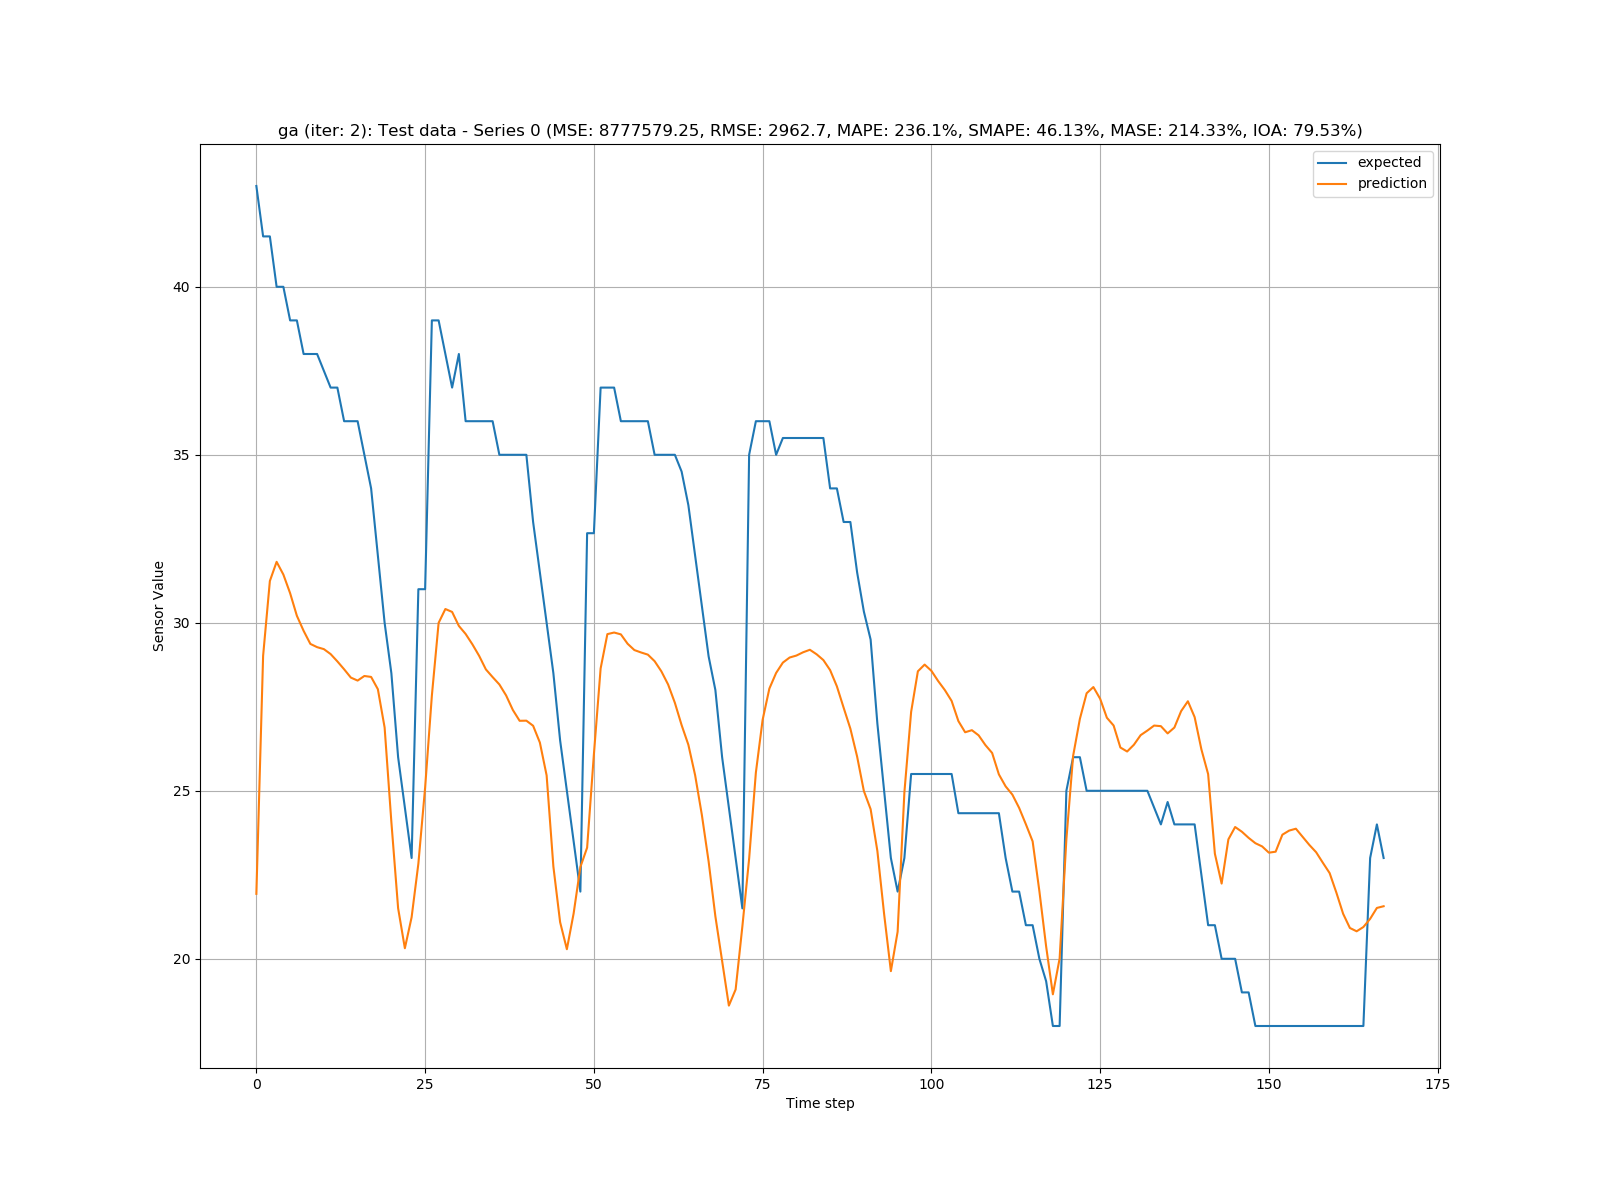 ga (iter: 2): Test data - Series 0 (MSE: 8777579.25, RMSE: 2962.7, MAPE: 236.1%, SMAPE: 46.13%, MASE: 214.33%, IOA: 79.53%)
expected
prediction
40
35
30
25
20
Sensor Value
0 25 50 75 100 125 150 175
Time step